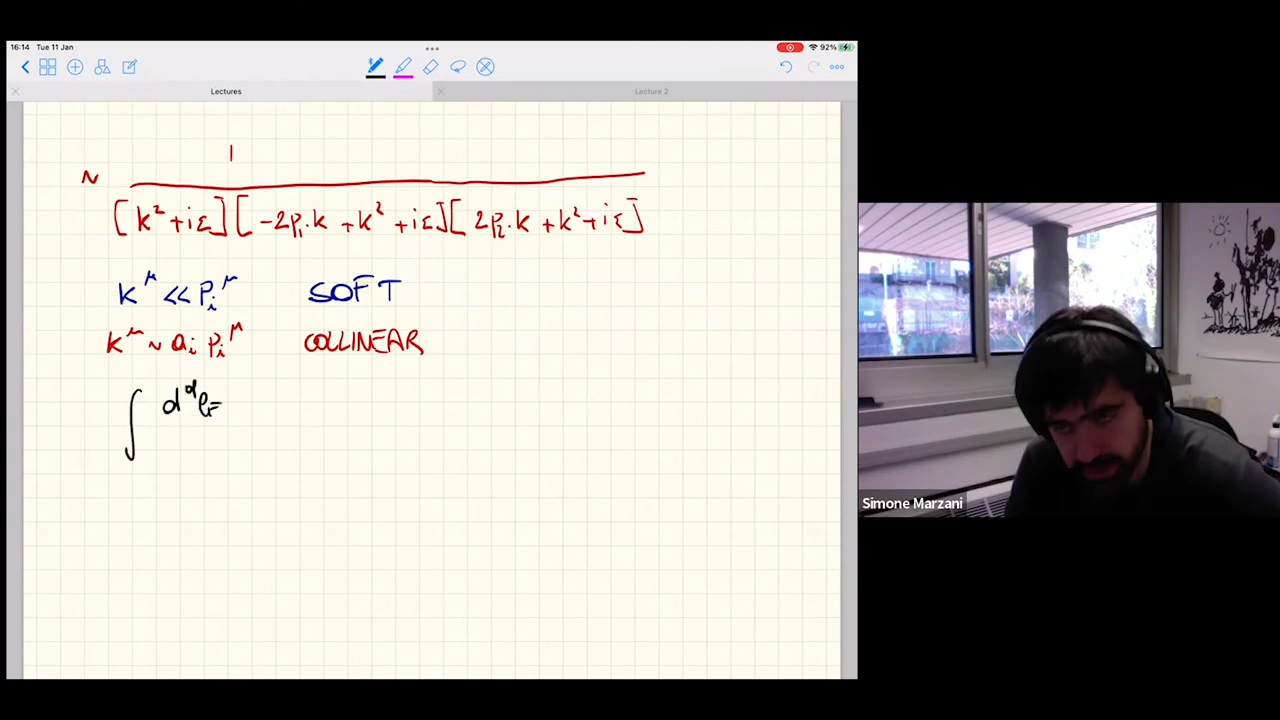 16:14 Tue 11 Jan
92%
Lectures
Lecture 2
~ 1 / [k² + iε][-2p₁·k + k² + iε][2p₂·k + k² + iε]
k^μ << p_i^μ SOFT
k^μ ~ a_i p_i^μ COLLINEAR
∫ d^d
Simone Marzani